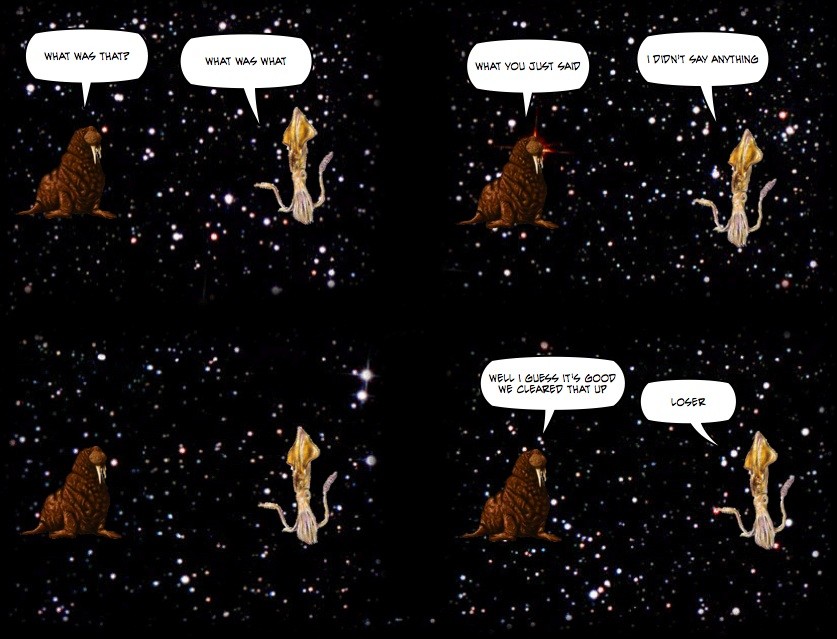 WHAT WAS THAT?
WHAT WAS WHAT
WHAT YOU JUST SAID
I DIDN'T SAY ANYTHING
WELL I GUESS IT'S GOOD
WE CLEARED THAT UP
LOSER